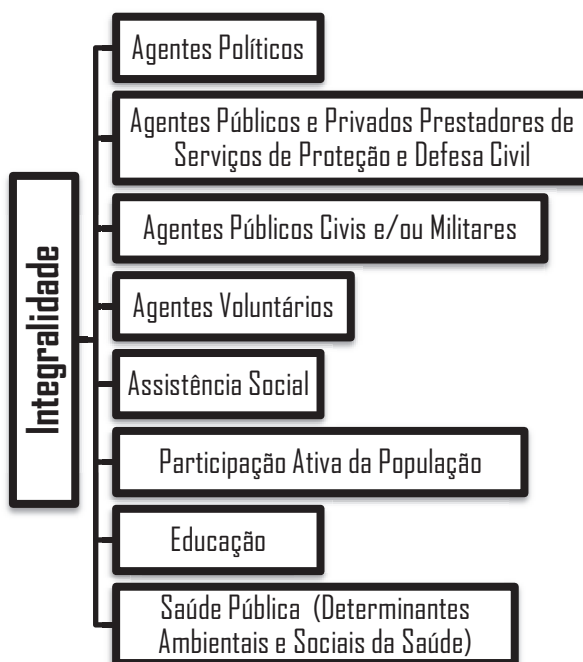 Integralidade
Agentes Políticos
Agentes Públicos e Privados Prestadores de
Serviços de Proteção e Defesa Civil
Agentes Públicos Civis e/ou Militares
Agentes Voluntários
Assistência Social
Participação Ativa da População
Educação
Saúde Pública (Determinantes
Ambientais e Sociais da Saúde)